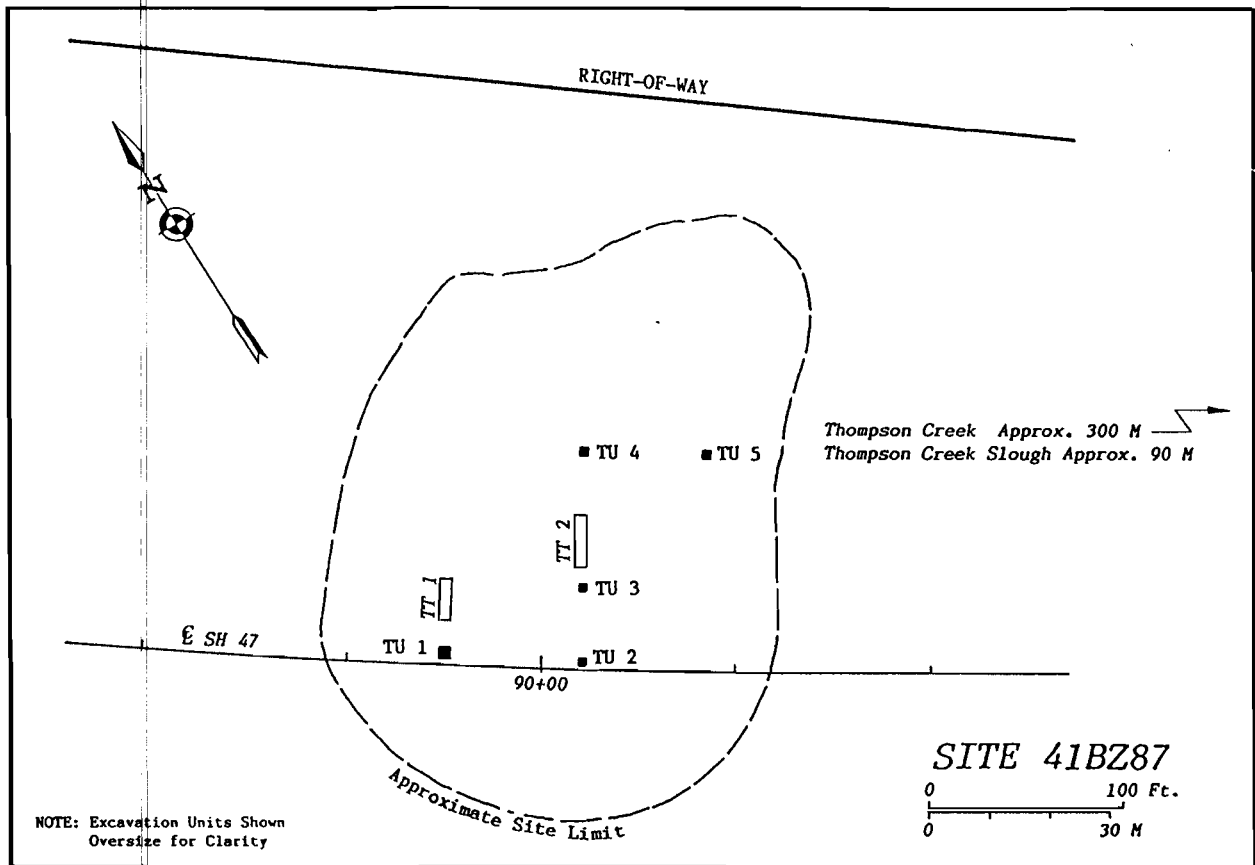 RIGHT-OF-WAY
N
TU 4
TU 5
Thompson Creek Approx. 300 M
Thompson Creek Slough Approx. 90 M
TT 2
TT 1
TU 3
℄ SH 47
TU 1
TU 2
90+00
Approximate Site Limit
SITE 41BZ87
0 100 Ft.
0 30 M
NOTE: Excavation Units Shown
Oversize for Clarity